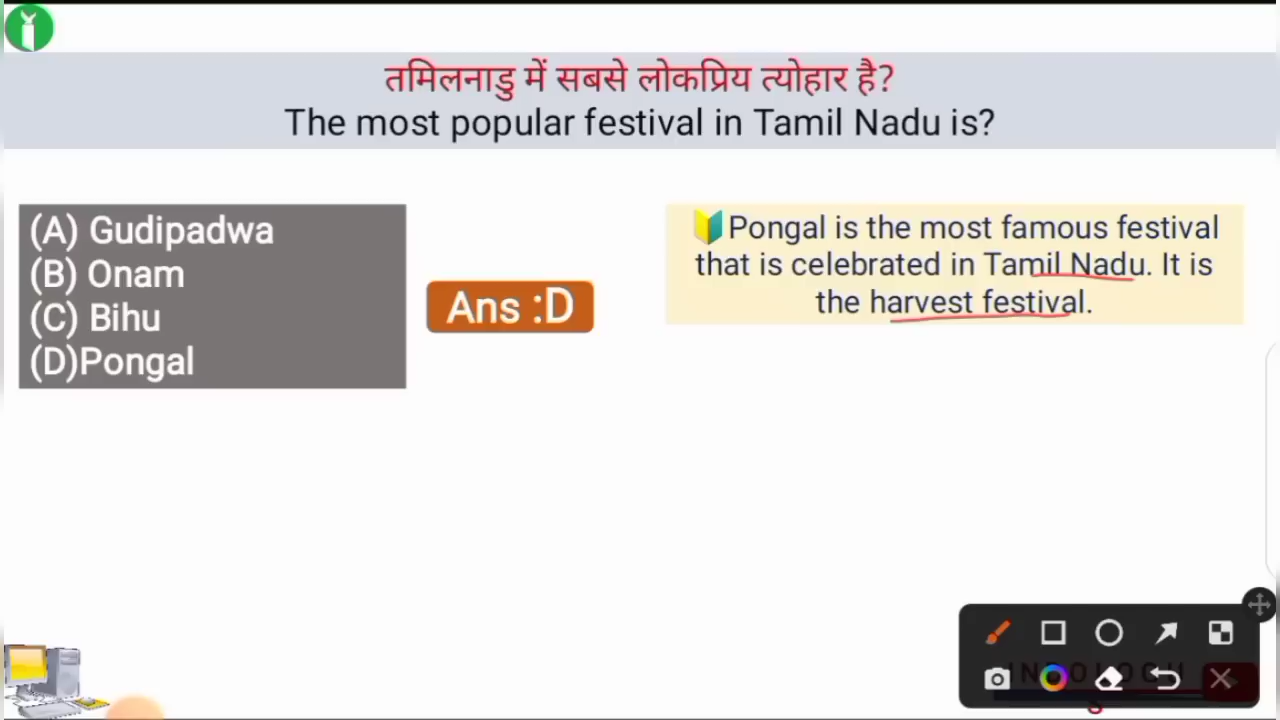 तमिलनाडु में सबसे लोकप्रिय त्योहार है?
The most popular festival in Tamil Nadu is?
(A) Gudipadwa
(B) Onam
(C) Bihu
(D)Pongal
Ans :D
Pongal is the most famous festival
that is celebrated in Tamil Nadu. It is
the harvest festival.